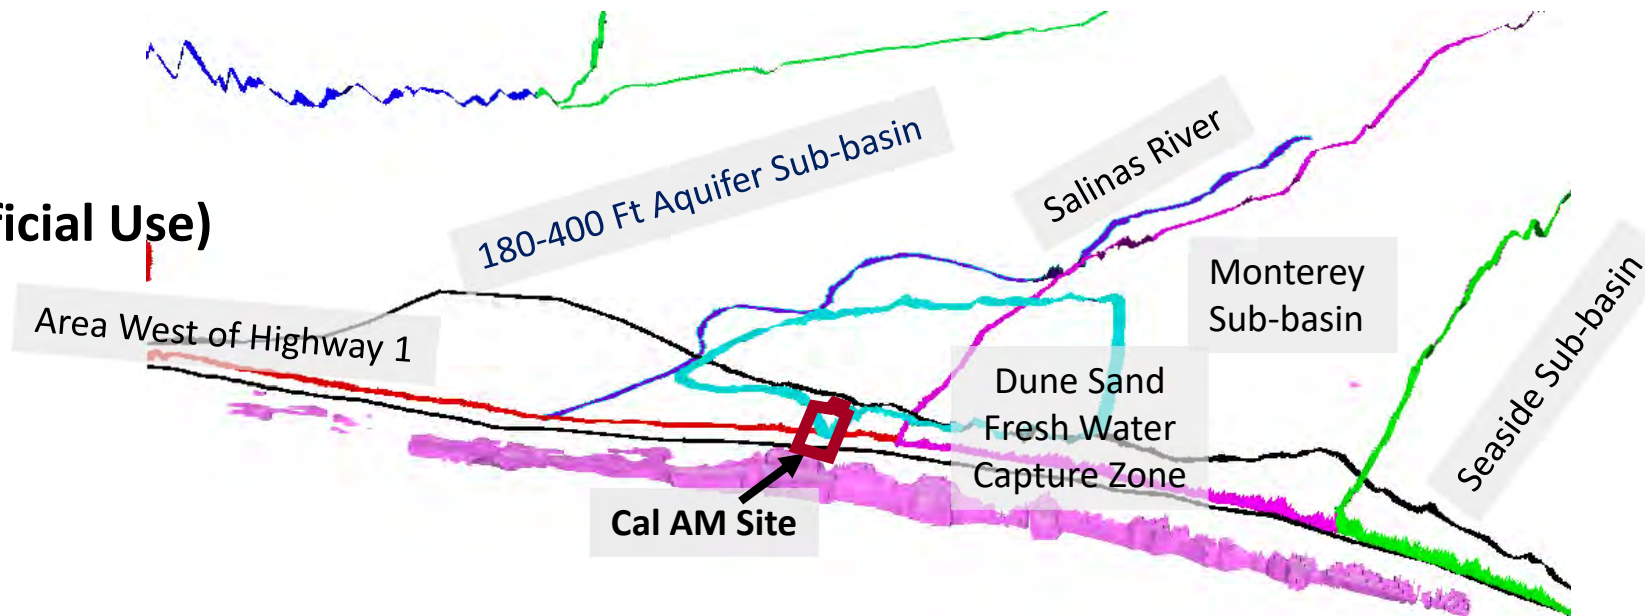 180-400 Ft Aquifer Sub-basin
Salinas River
ficial Use)
Area West of Highway 1
Monterey
Sub-basin
Seaside Sub-basin
Dune Sand
Fresh Water
Capture Zone
Cal AM Site